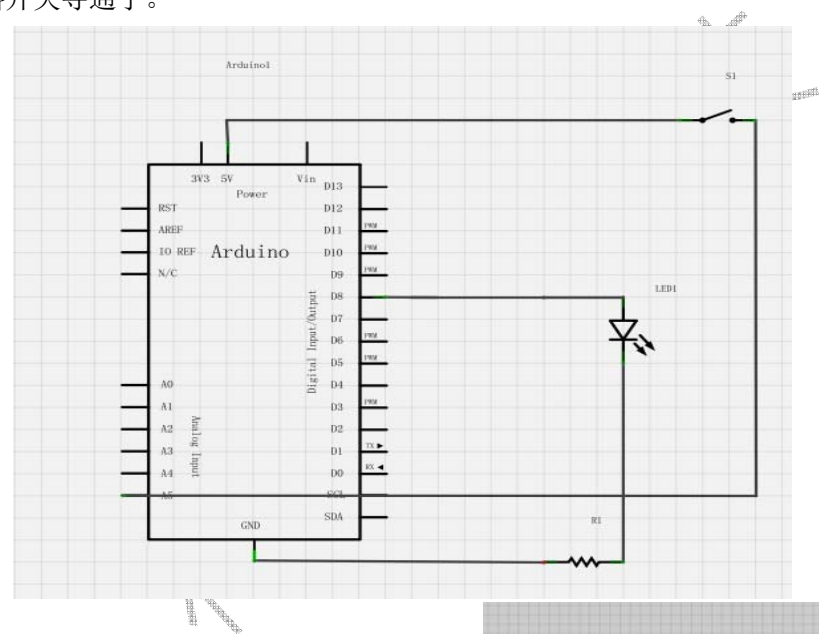 开关导通了。
Arduino1
S1
3V3 5V Vin
Power
D13
RST D12
AREF D11 PWM
IO REF Arduino D10 PWM
N/C D9 PWM
D8 LED1
D7
D6 PWM
D5 PWM
Digital Input/Output
A0 D4
A1 D3 PWM
A2 D2
A3 D1 TX
A4 D0 RX
Analog Input
A5 SCL
GND SDA R1